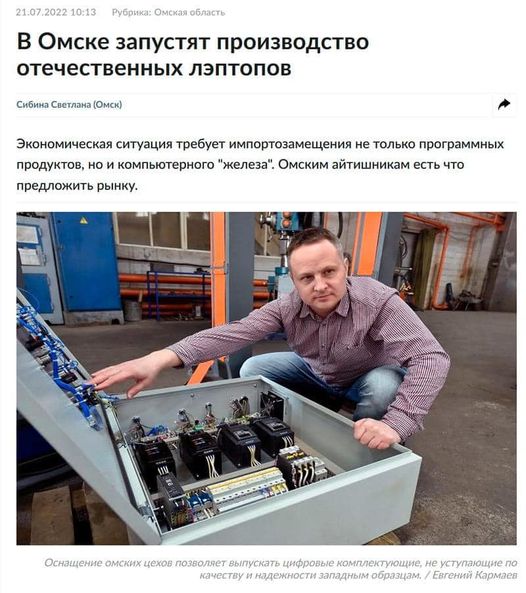 21.07.2022 10:13 Рубрика: Омская область
В Омске запустят производство
отечественных лэптопов
Сибина Светлана (Омск)
Экономическая ситуация требует импортозамещения не только программных
продуктов, но и компьютерного "железа". Омским айтишникам есть что
предложить рынку.
Оснащение омских цехов позволяет выпускать цифровые комплектующие, не уступающие по
качеству и надежности западным образцам. / Евгений Кармаев